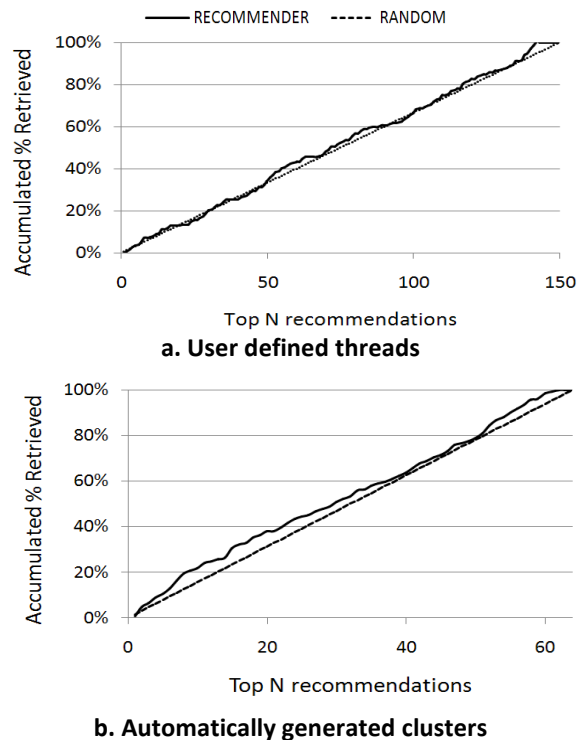 RECOMMENDER RANDOM
Accumulated % Retrieved
100%
80%
60%
40%
20%
0%
0 50 100 150
Top N recommendations
a. User defined threads
Accumulated % Retrieved
100%
80%
60%
40%
20%
0%
0 20 40 60
Top N recommendations
b. Automatically generated clusters